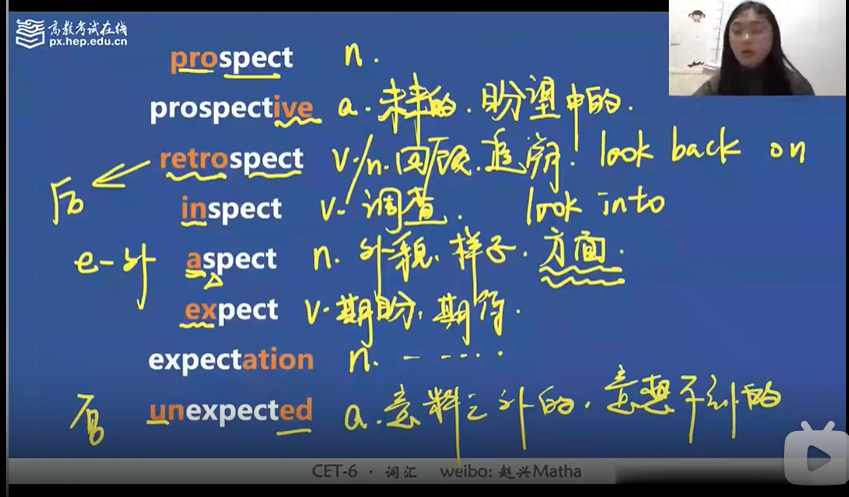 高教考试在线
px.hep.edu.cn
prospect n.
prospective a. 未来的. 盼望中的.
retrospect v./n. 回顾. 追溯. look back on
后
inspect v. 调查. look into
e-外 aspect n. 外貌. 样子. 方面.
expect v. 期盼. 期待.
expectation n. - ....
否 unexpected a. 意料之外的. 意想不到的
CET-6 · 词汇 weibo: 赵兴Matha